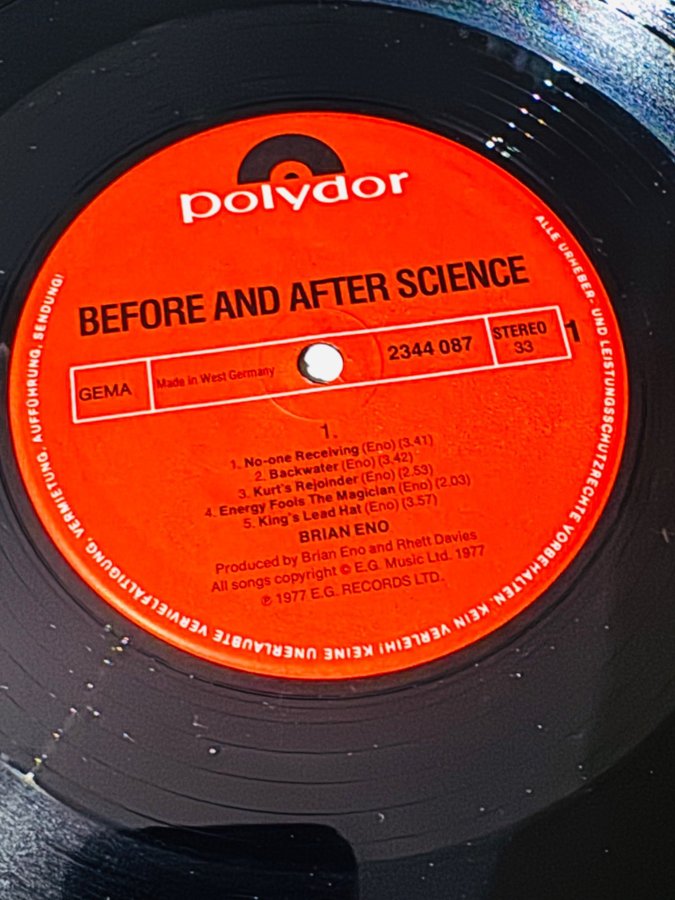 polydor
BEFORE AND AFTER SCIENCE
GEMA
Made in West Germany
2344 087
STEREO
33
1
1.
1. No-one Receiving (Eno) (3.41)
2. Backwater (Eno) (3.42)
3. Kurt's Rejoinder (Eno) (2.53)
4. Energy Fools The Magician (Eno) (2.03)
5. King's Lead Hat (Eno) (3.57)
BRIAN ENO
Produced by Brian Eno and Rhett Davies
All songs copyright © E.G. Music Ltd. 1977
℗ 1977 E.G. RECORDS LTD.
ALLE URHEBER- UND LEISTUNGSSCHUTZRECHTE VORBEHALTEN. KEIN VERLEIH! KEINE UNERLAUBTE VERVIELFÄLTIGUNG, VERMIETUNG, AUFFÜHRUNG, SENDUNG!